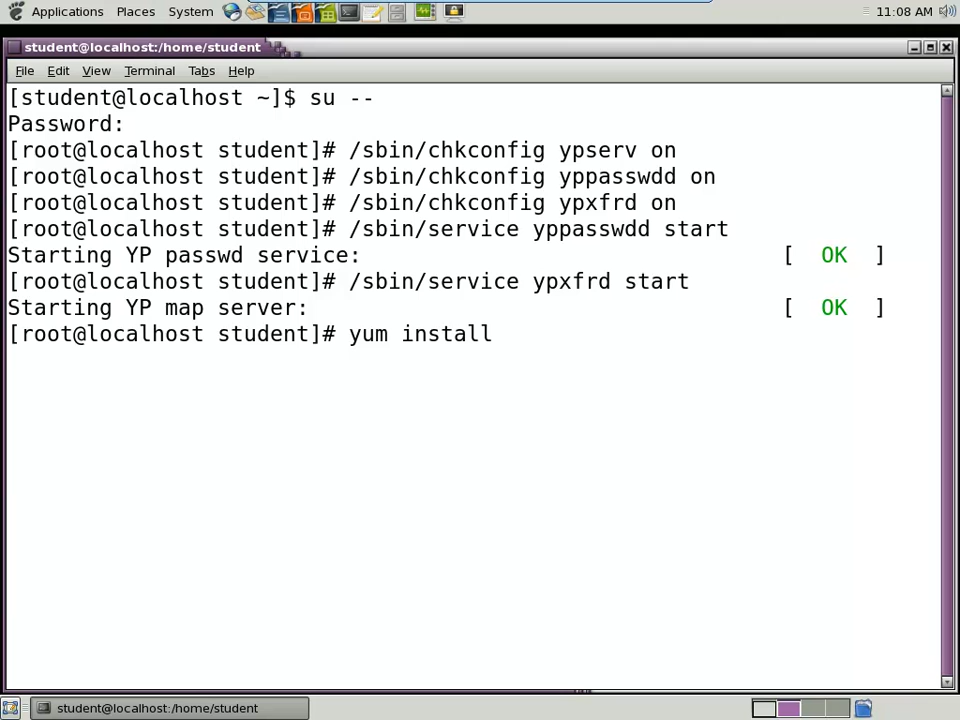 Applications Places System 11:08 AM
student@localhost:/home/student
File Edit View Terminal Tabs Help
[student@localhost ~]$ su --
Password:
[root@localhost student]# /sbin/chkconfig ypserv on
[root@localhost student]# /sbin/chkconfig yppasswdd on
[root@localhost student]# /sbin/chkconfig ypxfrd on
[root@localhost student]# /sbin/service yppasswdd start
Starting YP passwd service: [ OK ]
[root@localhost student]# /sbin/service ypxfrd start
Starting YP map server: [ OK ]
[root@localhost student]# yum install
student@localhost:/home/student